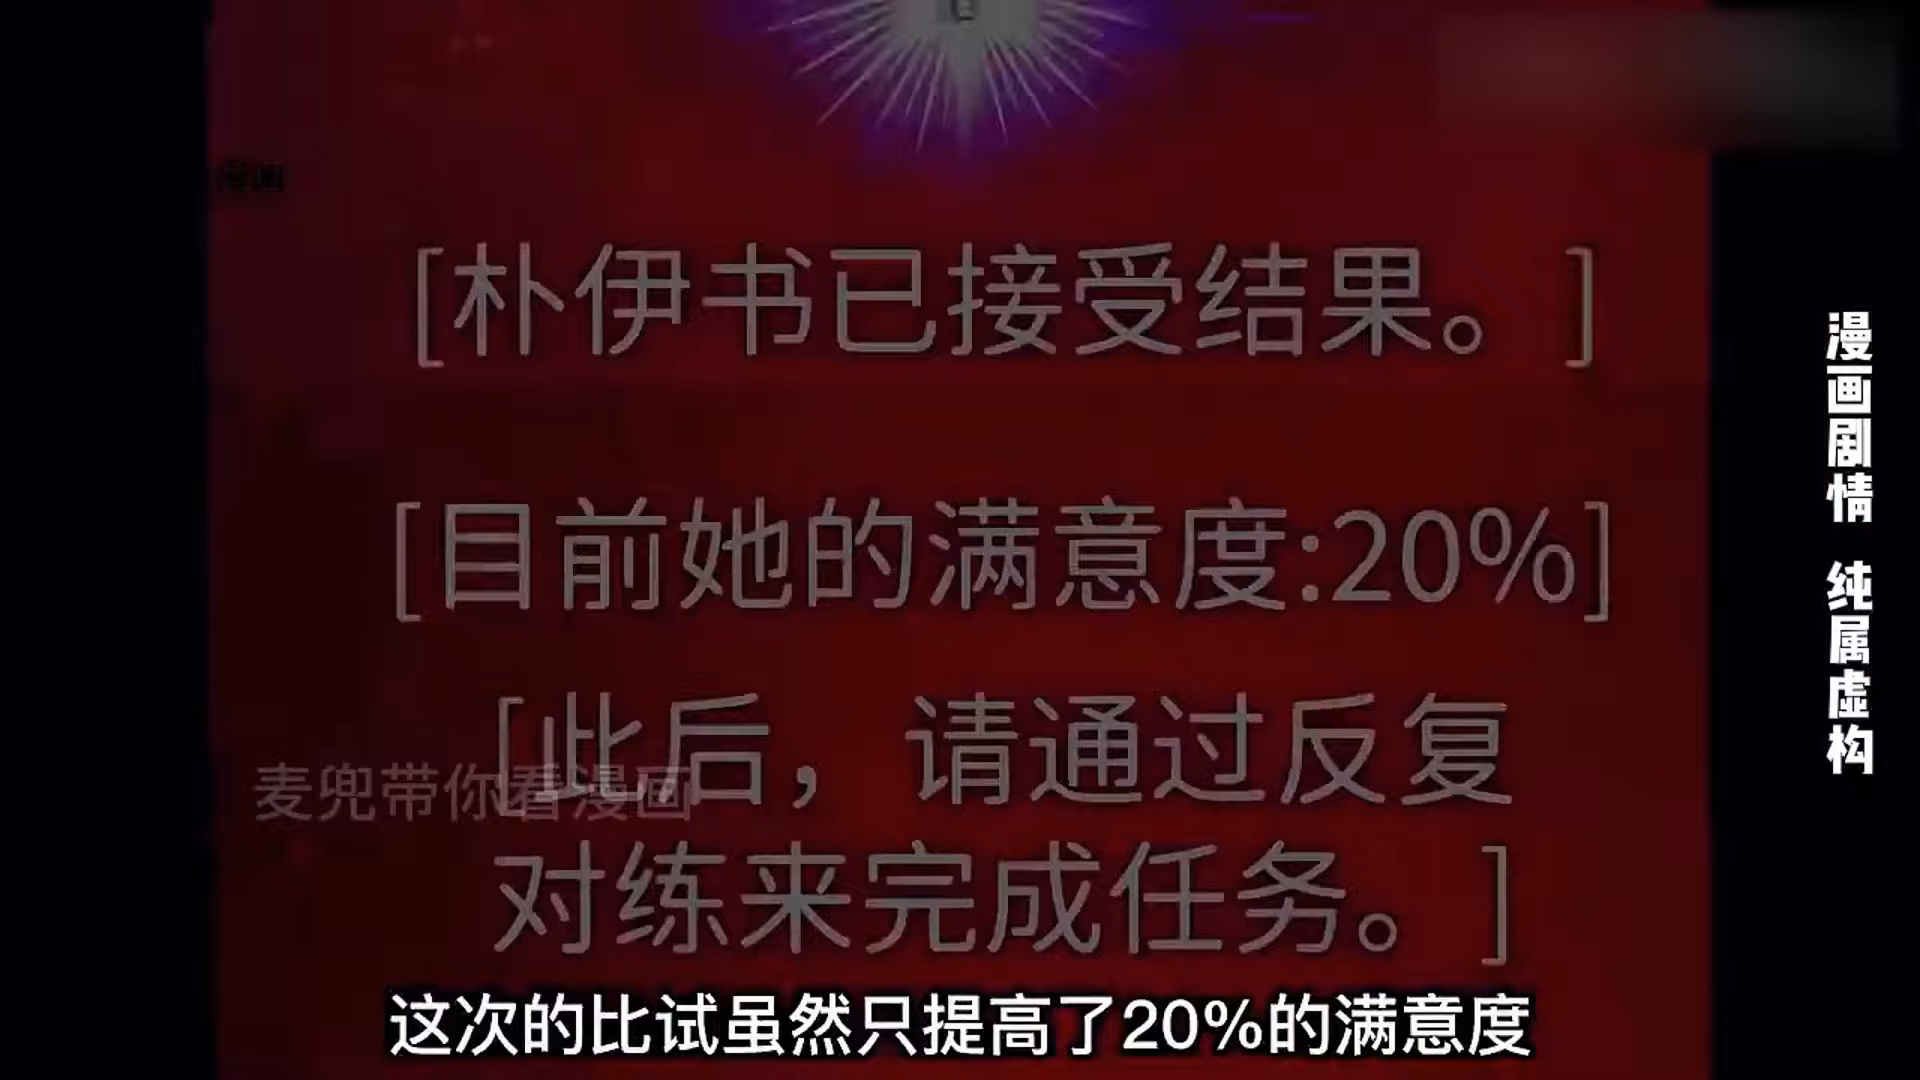 [朴伊书已接受结果。]
[目前她的满意度:20%]
[此后，请通过反复
对练来完成任务。]
麦兜带你看漫画
这次的比试虽然只提高了20%的满意度
漫画剧情 纯属虚构